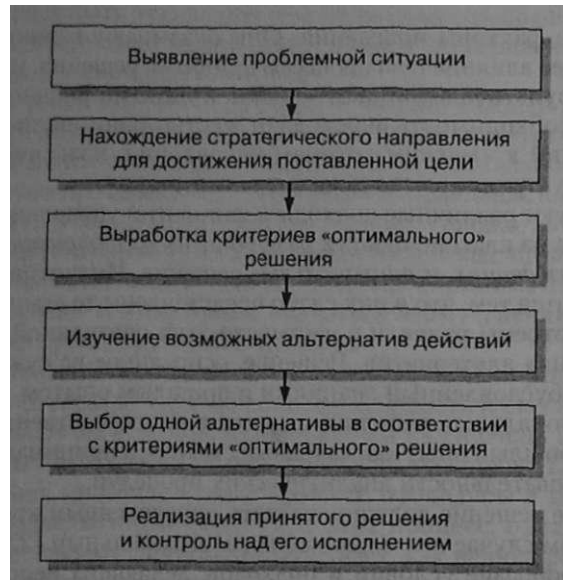 Выявление проблемной ситуации
Нахождение стратегического направления
для достижения поставленной цели
Выработка критериев «оптимального»
решения
Изучение возможных альтернатив действий
Выбор одной альтернативы в соответствии
с критериями «оптимального» решения
Реализация принятого решения
и контроль над его исполнением